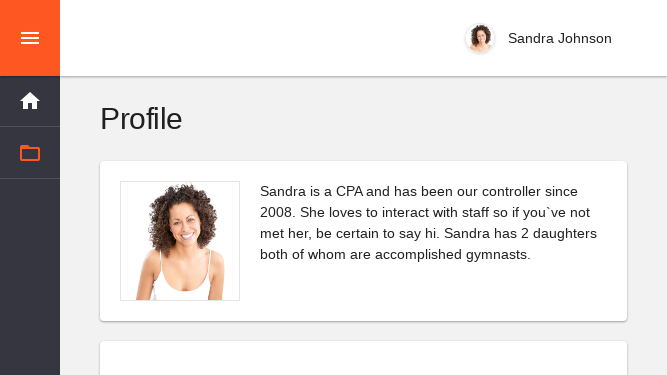 Sandra Johnson
Profile
Sandra is a CPA and has been our controller since
2008. She loves to interact with staff so if you`ve not
met her, be certain to say hi. Sandra has 2 daughters
both of whom are accomplished gymnasts.